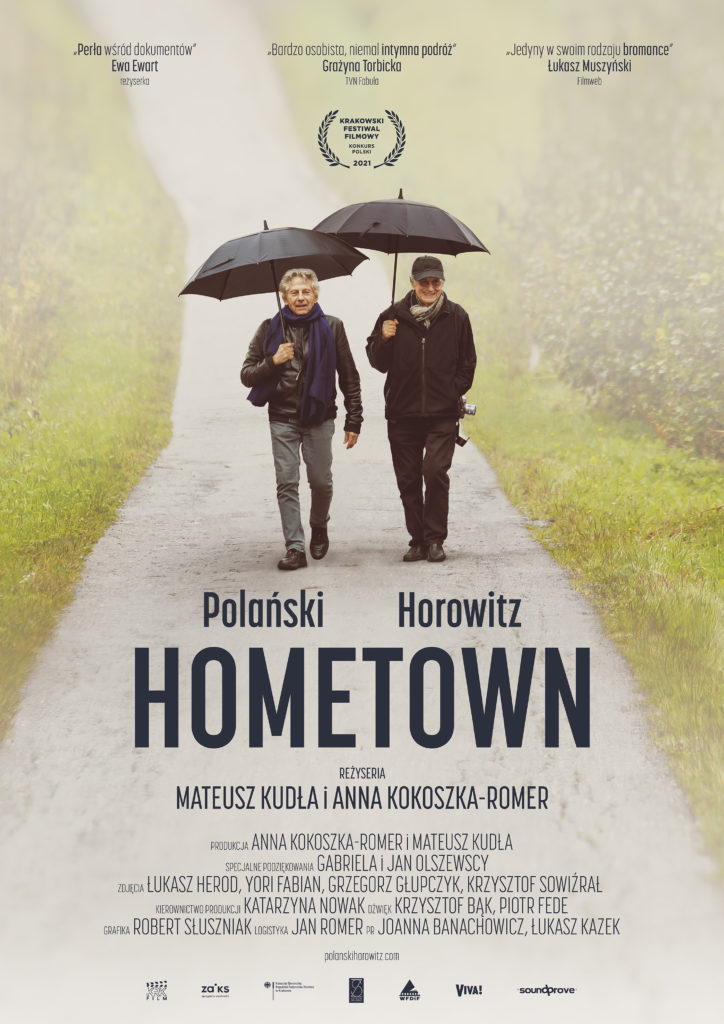 „Perła wśród dokumentów”
Ewa Ewart
reżyserka
„Bardzo osobista, niemal intymna podróż”
Grażyna Torbicka
TVN Fabuła
„Jedyny w swoim rodzaju bromance”
Łukasz Muszyński
Filmweb
KRAKOWSKI
FESTIWAL
FILMOWY
KONKURS
POLSKI
2021
Polański Horowitz
HOMETOWN
REŻYSERIA
MATEUSZ KUDŁA i ANNA KOKOSZKA-ROMER
PRODUKCJA ANNA KOKOSZKA-ROMER i MATEUSZ KUDŁA
SPECJALNE PODZIĘKOWANIA GABRIELA i JAN OLSZEWSCY
ZDJĘCIA ŁUKASZ HEROD, YORI FABIAN, GRZEGORZ GŁUPCZYK, KRZYSZTOF SOWIŹRAŁ
KIEROWNICTWO PRODUKCJI KATARZYNA NOWAK DŹWIĘK KRZYSZTOF BĄK, PIOTR FEDE
GRAFIKA ROBERT SŁUSZNIAK LOGISTYKA JAN ROMER PR JOANNA BANACHOWICZ, ŁUKASZ KAZEK
polanskihorowitz.com
KRK
FILM
ZAiKS
WFDiF
VIVA!
soundprove